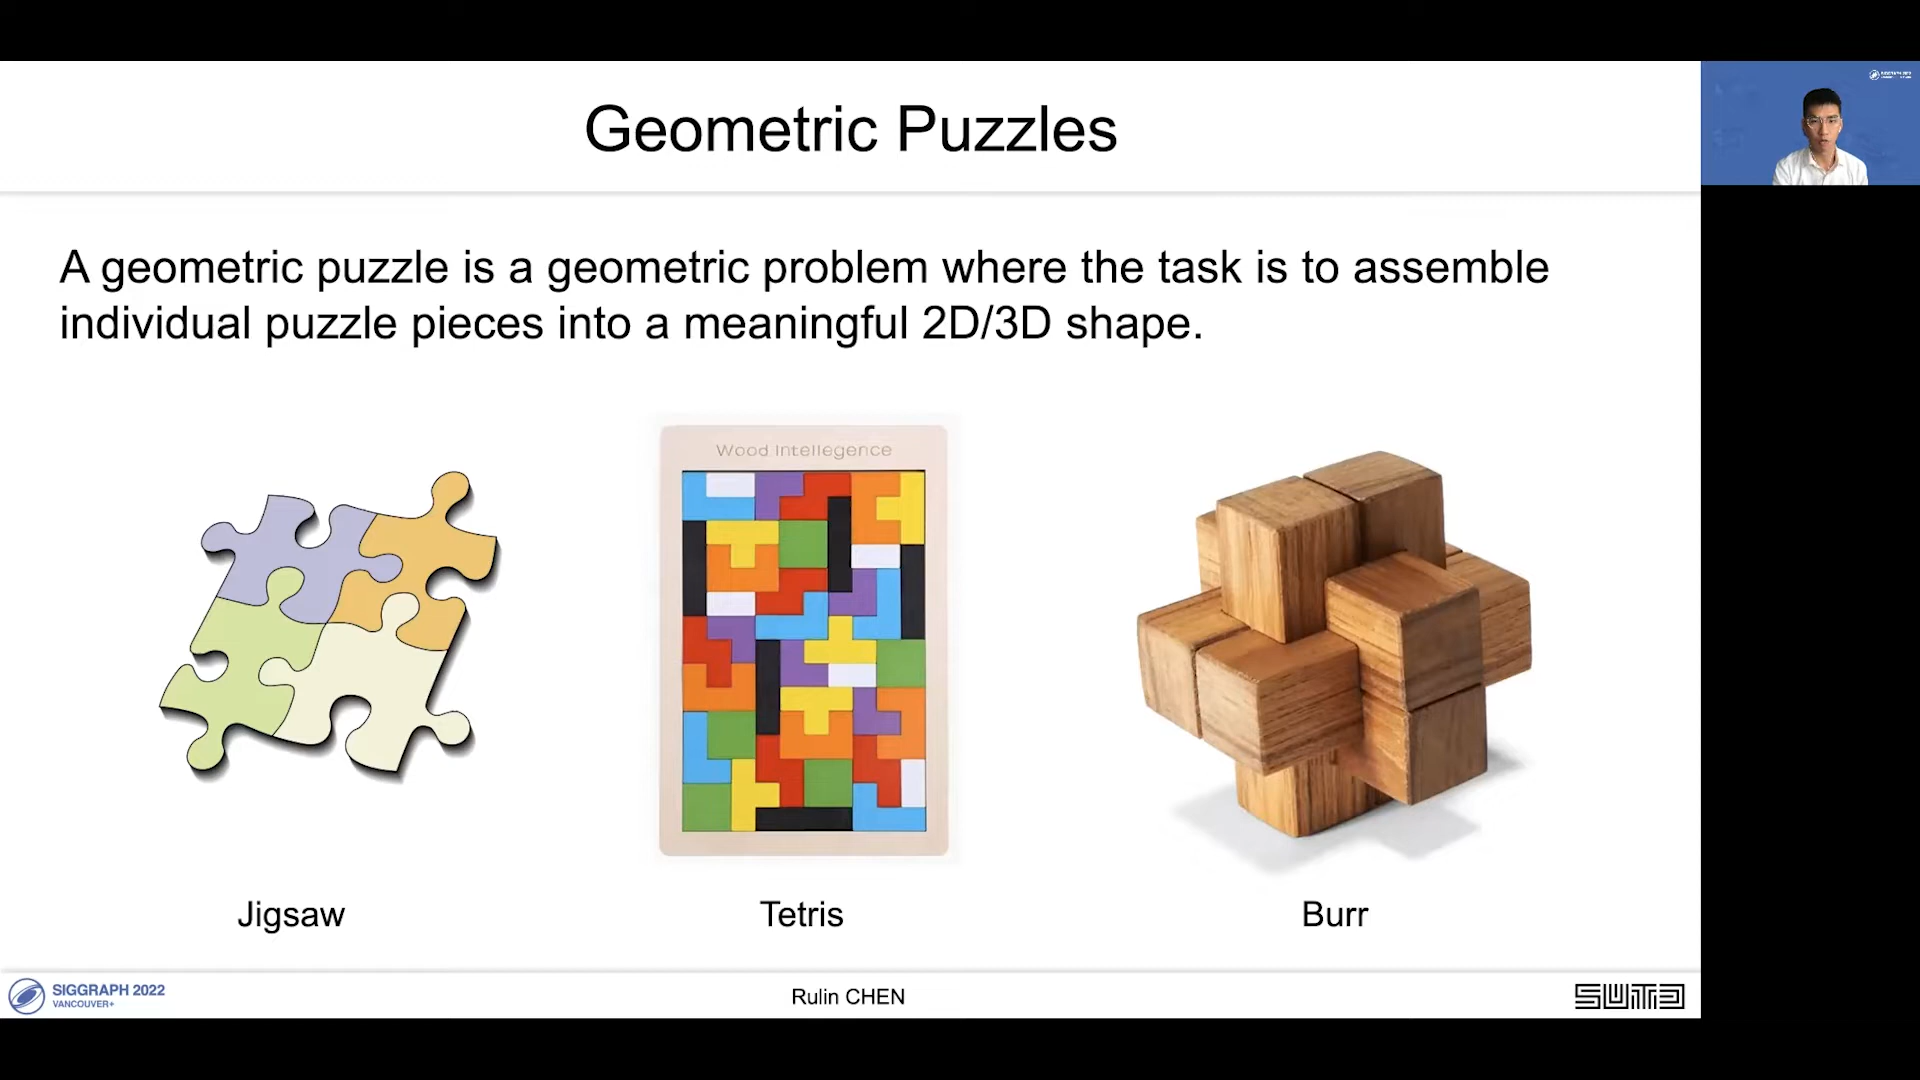 Geometric Puzzles
A geometric puzzle is a geometric problem where the task is to assemble
individual puzzle pieces into a meaningful 2D/3D shape.
Wood Intellegence
Jigsaw
Tetris
Burr
SIGGRAPH 2022
VANCOUVER+
Rulin CHEN
SUTD